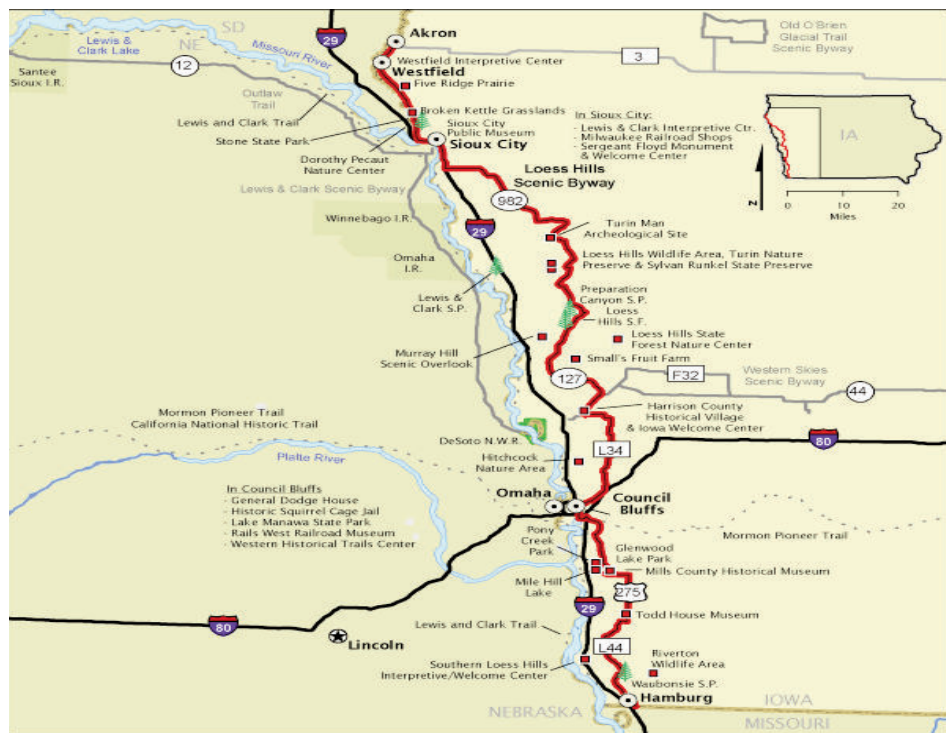 SD
NE
Lewis &
Clark Lake
Missouri River
29
Akron
Westfield Interpretive Center
Westfield
Five Ridge Prairie
3
Old O'Brien
Glacial Trail
Scenic Byway
Santee
Sioux I.R.
12
Outlaw
Trail
Lewis and Clark Trail
Stone State Park
Broken Kettle Grasslands
Sioux City
Public Museum
Sioux City
Dorothy Pecaut
Nature Center
In Sioux City:
- Lewis & Clark Interpretive Ctr.
- Milwaukee Railroad Shops
- Sergeant Floyd Monument
& Welcome Center
IA
N
0 10 20
Miles
Loess Hills
Scenic Byway
Lewis & Clark Scenic Byway
982
Winnebago I.R.
29
Turin Man
Archeological Site
Omaha
I.R.
Loess Hills Wildlife Area, Turin Nature
Preserve & Sylvan Runkel State Preserve
Lewis &
Clark S.P.
Preparation
Canyon S.P.
Loess
Hills S.F.
Loess Hills State
Forest Nature Center
Murray Hill
Scenic Overlook
Small's Fruit Farm
127
F32
Western Skies
Scenic Byway
44
Mormon Pioneer Trail
California National Historic Trail
Harrison County
Historical Village
& Iowa Welcome Center
DeSoto N.W.R.
L34
80
Platte River
Hitchcock
Nature Area
In Council Bluffs
- General Dodge House
- Historic Squirrel Cage Jail
- Lake Manawa State Park
- Rails West Railroad Museum
- Western Historical Trails Center
Omaha
Council
Bluffs
Mormon Pioneer Trail
Pony
Creek
Park
Glenwood
Lake Park
Mills County Historical Museum
Mile Hill
Lake
275
29
Todd House Museum
80
Lincoln
Lewis and Clark Trail
L44
Southern Loess Hills
Interpretive/Welcome Center
Riverton
Wildlife Area
Waubonsie S.P.
Hamburg
NEBRASKA
IOWA
MISSOURI